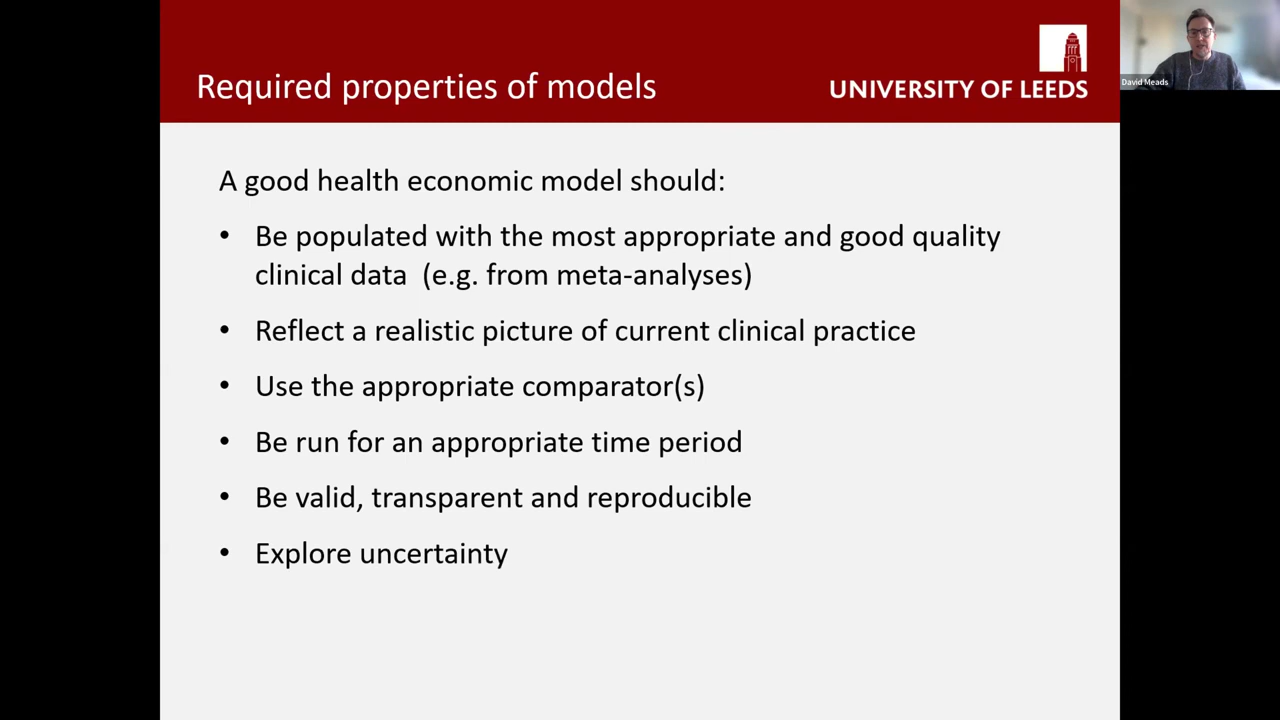 Required properties of models
UNIVERSITY OF LEEDS
David Meads
A good health economic model should:
• Be populated with the most appropriate and good quality
clinical data (e.g. from meta-analyses)
• Reflect a realistic picture of current clinical practice
• Use the appropriate comparator(s)
• Be run for an appropriate time period
• Be valid, transparent and reproducible
• Explore uncertainty